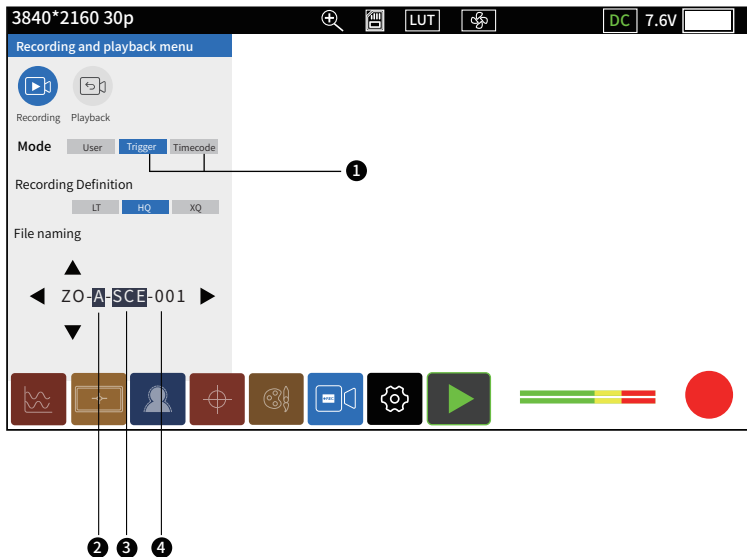 3840*2160 30p LUT DC 7.6V
Recording and playback menu
Recording Playback
Mode User Trigger Timecode
1
Recording Definition
LT HQ XQ
File naming
ZO-A-SCE-001
2 3 4